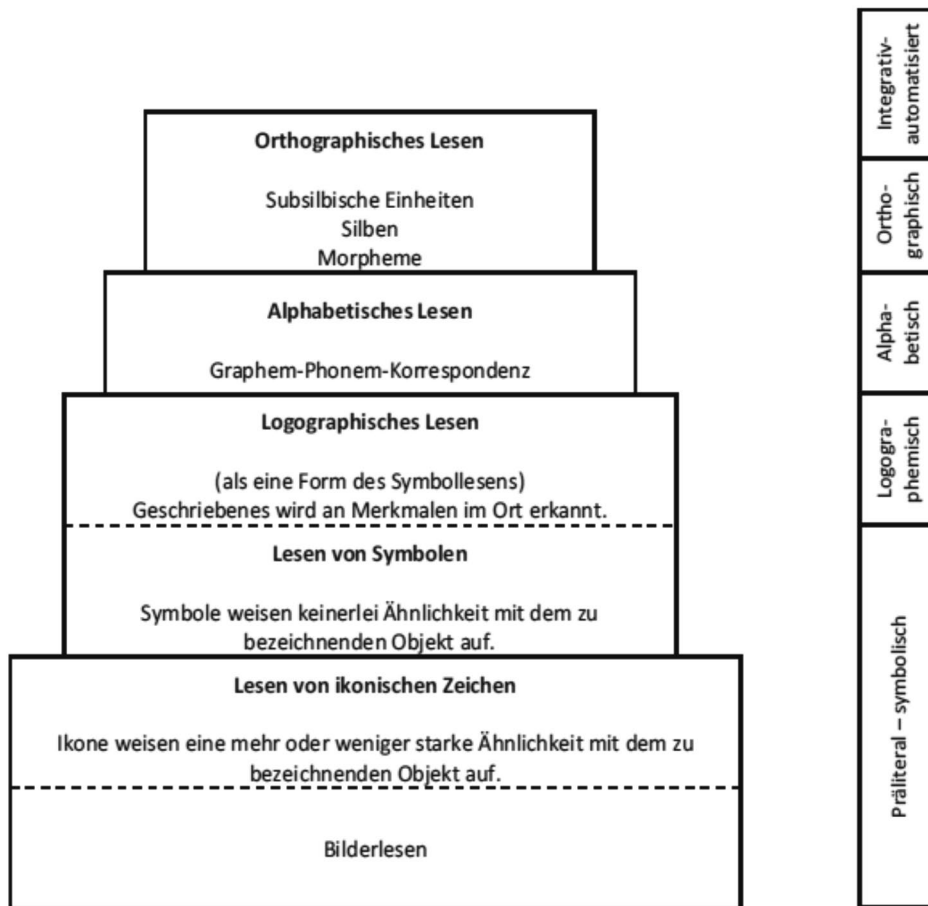 Orthographisches Lesen
Subsilbische Einheiten
Silben
Morpheme
Alphabetisches Lesen
Graphem-Phonem-Korrespondenz
Logographisches Lesen
(als eine Form des Symbollesens)
Geschriebenes wird an Merkmalen im Ort erkannt.
Lesen von Symbolen
Symbole weisen keinerlei Ähnlichkeit mit dem zu
bezeichnenden Objekt auf.
Lesen von ikonischen Zeichen
Ikone weisen eine mehr oder weniger starke Ähnlichkeit mit dem zu
bezeichnenden Objekt auf.
Bilderlesen
Integrativ-
automatisiert
Ortho-
graphisch
Alpha-
betisch
Logogra-
phemisch
Präliteral – symbolisch